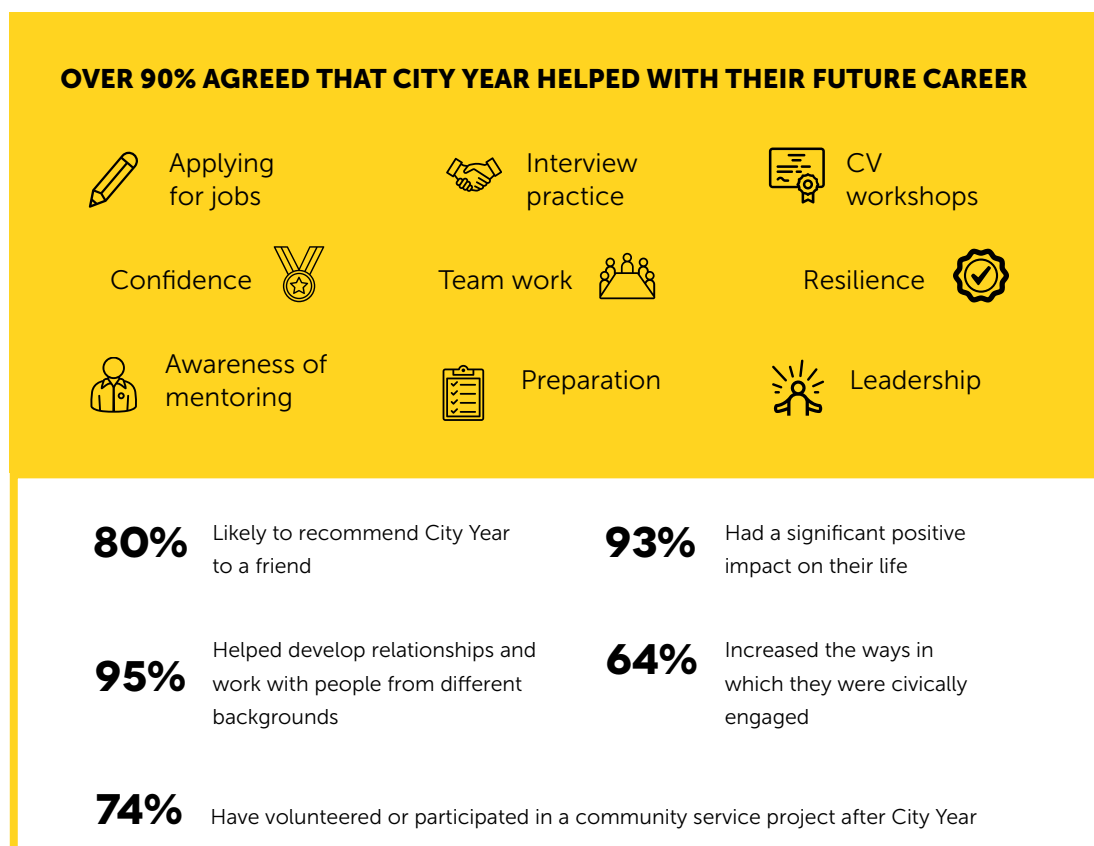 OVER 90% AGREED THAT CITY YEAR HELPED WITH THEIR FUTURE CAREER
Applying
for jobs
Interview
practice
CV
workshops
Confidence
Team work
Resilience
Awareness of
mentoring
Preparation
Leadership
80%
Likely to recommend City Year
to a friend
93%
Had a significant positive
impact on their life
95%
Helped develop relationships and
work with people from different
backgrounds
64%
Increased the ways in
which they were civically
engaged
74%
Have volunteered or participated in a community service project after City Year